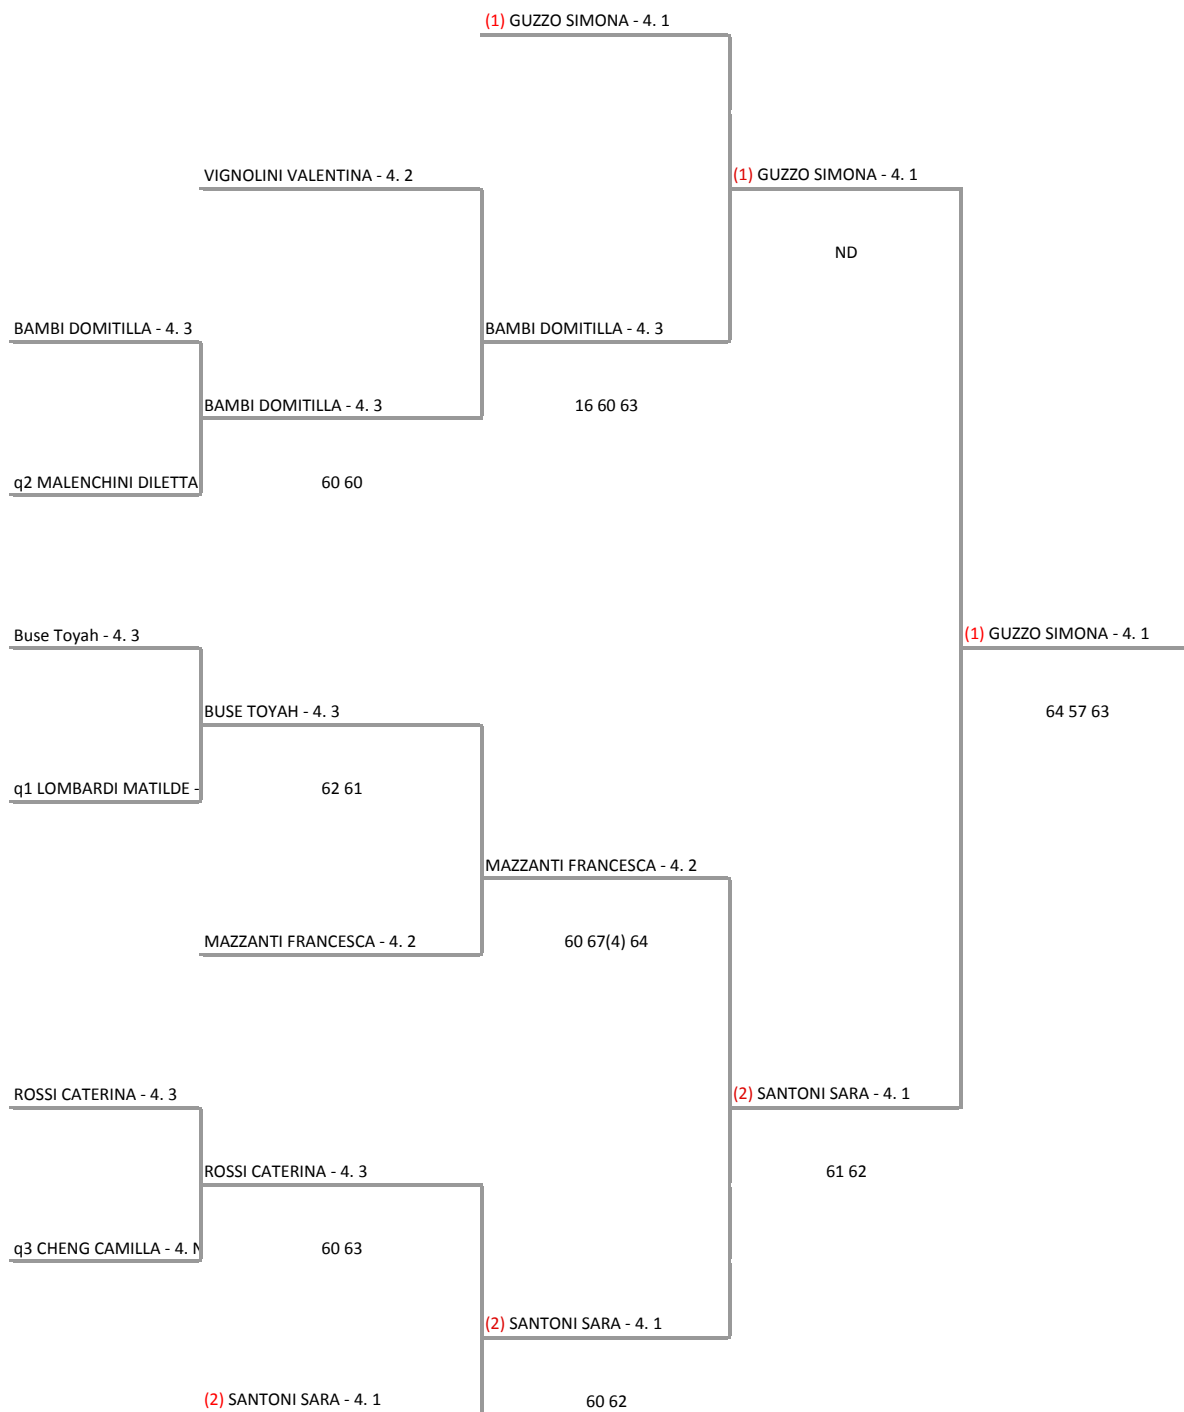 (1) GUZZO SIMONA - 4. 1
VIGNOLINI VALENTINA - 4. 2
(1) GUZZO SIMONA - 4. 1
ND
BAMBI DOMITILLA - 4. 3
BAMBI DOMITILLA - 4. 3
BAMBI DOMITILLA - 4. 3
16 60 63
q2 MALENCHINI DILETTA
60 60
Buse Toyah - 4. 3
(1) GUZZO SIMONA - 4. 1
BUSE TOYAH - 4. 3
64 57 63
q1 LOMBARDI MATILDE -
62 61
MAZZANTI FRANCESCA - 4. 2
MAZZANTI FRANCESCA - 4. 2
60 67(4) 64
ROSSI CATERINA - 4. 3
(2) SANTONI SARA - 4. 1
ROSSI CATERINA - 4. 3
61 62
q3 CHENG CAMILLA - 4. N
60 63
(2) SANTONI SARA - 4. 1
(2) SANTONI SARA - 4. 1
60 62